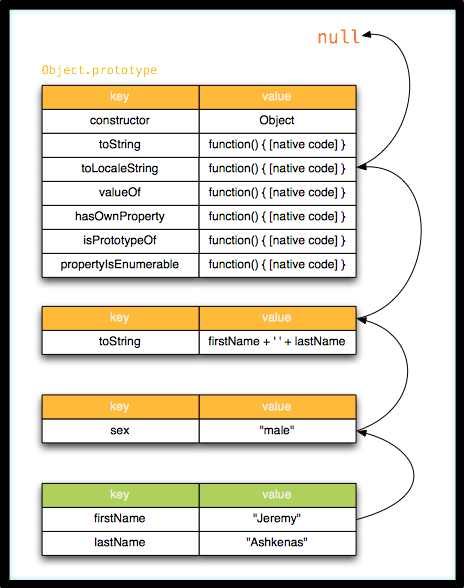 null
Object.prototype
key value
constructor Object
toString function() { [native code] }
toLocaleString function() { [native code] }
valueOf function() { [native code] }
hasOwnProperty function() { [native code] }
isPrototypeOf function() { [native code] }
propertyIsEnumerable function() { [native code] }
key value
toString firstName + ' ' + lastName
key value
sex "male"
key value
firstName "Jeremy"
lastName "Ashkenas"